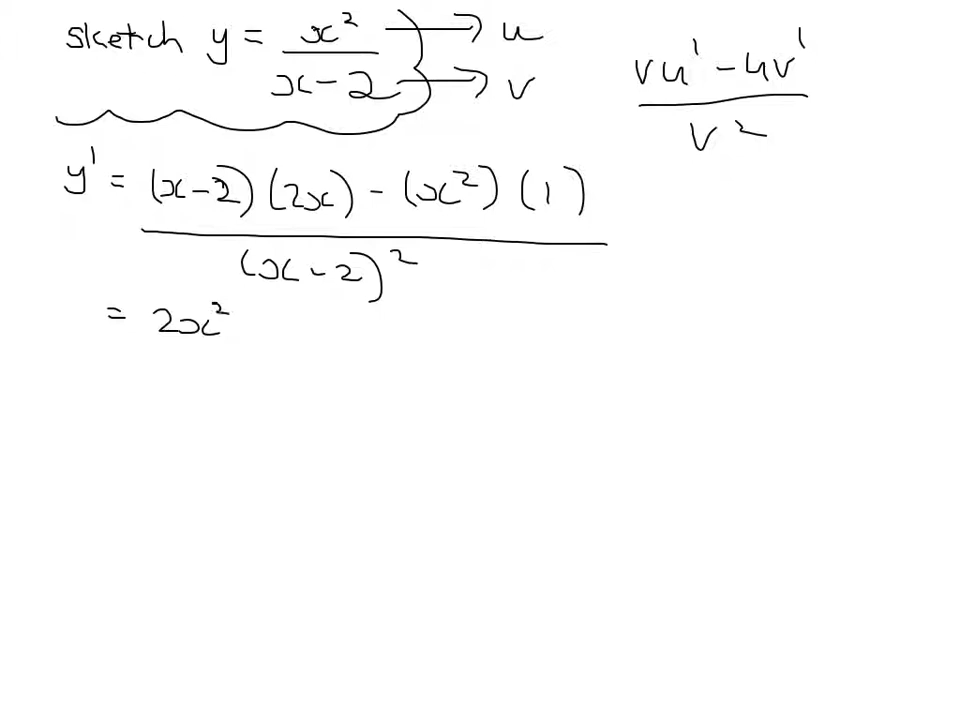 sketch y = x²/(x-2) → u → v
(vu' - uv')/v²
y' = ((x-2)(2x) - (x²)(1))/(x-2)²
= 2x²